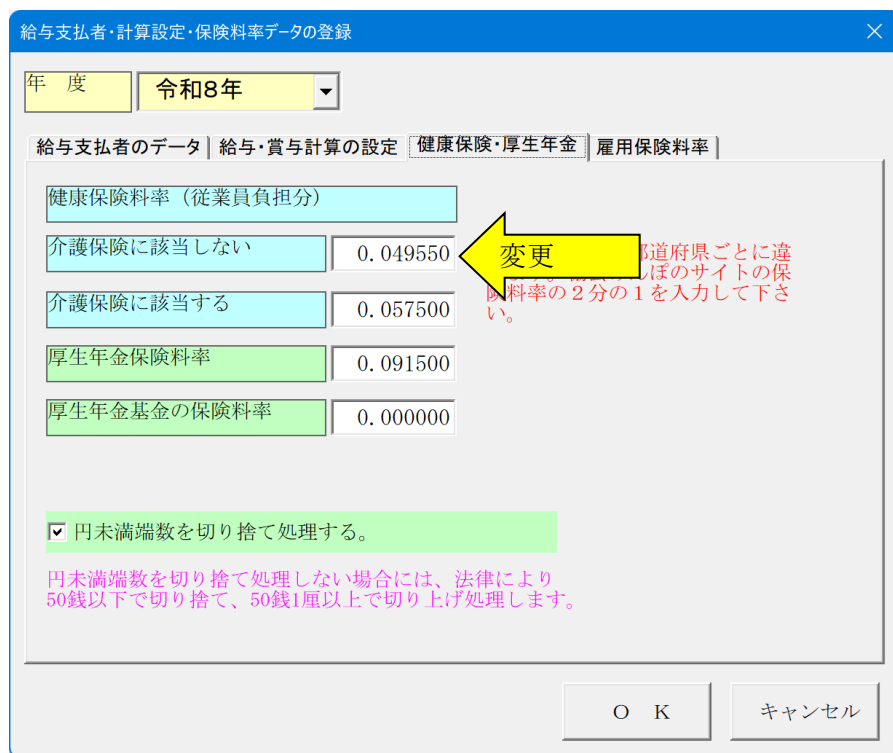 給与支払者・計算設定・保険料率データの登録
年　度
令和8年
給与支払者のデータ
給与・賞与計算の設定
健康保険・厚生年金
雇用保険料率
健康保険料率（従業員負担分）
介護保険に該当しない
0.049550
変更
道府県ごとに違
ぽのサイトの保
険料率の２分の１を入力して下さ
い。
介護保険に該当する
0.057500
厚生年金保険料率
0.091500
厚生年金基金の保険料率
0.000000
円未満端数を切り捨て処理する。
円未満端数を切り捨て処理しない場合には、法律により
50銭以下で切り捨て、50銭1厘以上で切り上げ処理します。
Ｏ　Ｋ
キャンセル